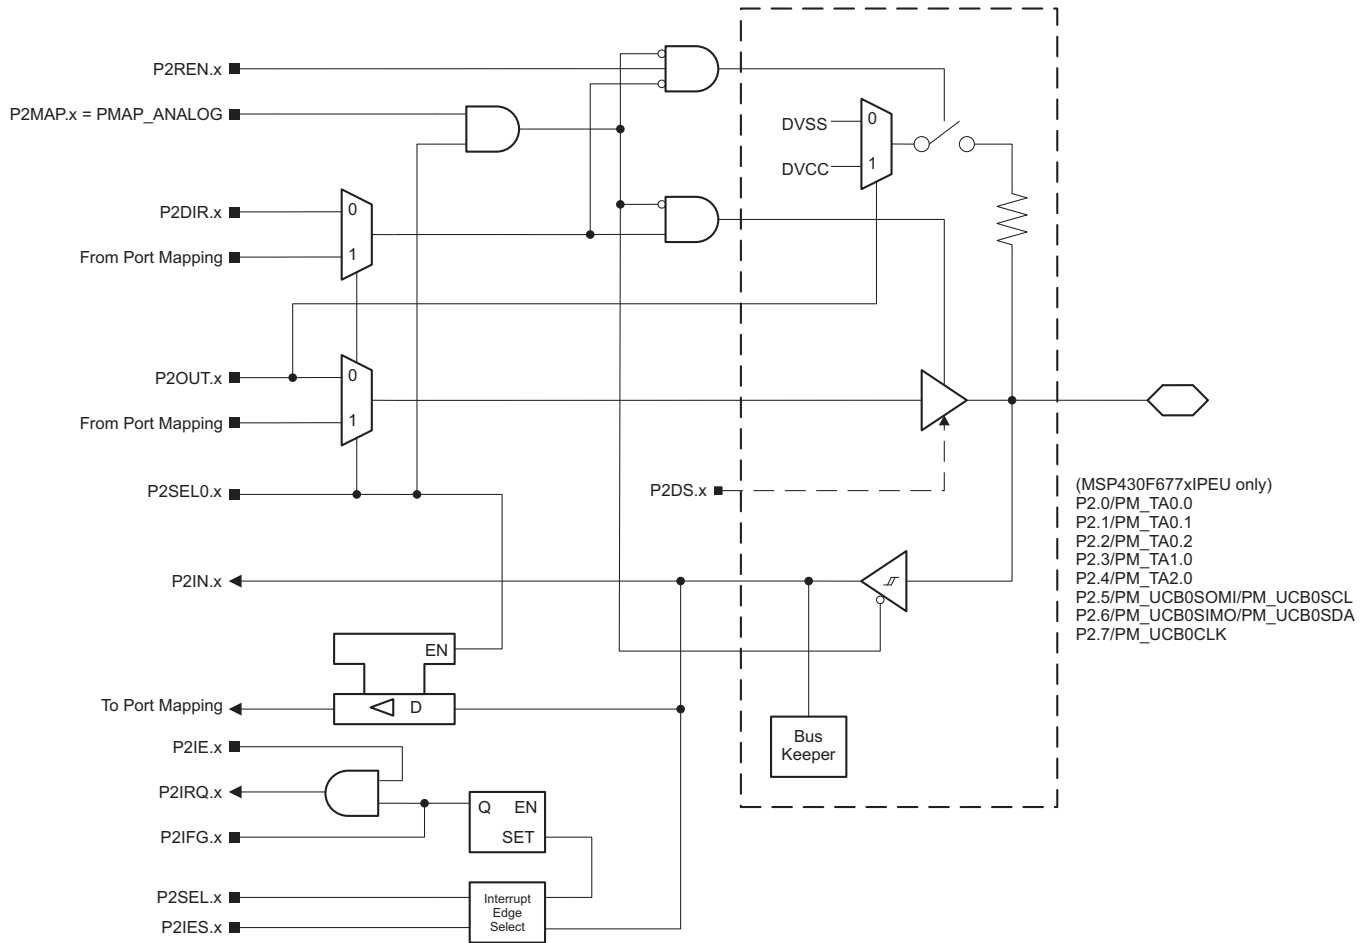 P2REN.x
P2MAP.x = PMAP_ANALOG
DVSS
0
DVCC
1
P2DIR.x
0
From Port Mapping
1
P2OUT.x
0
From Port Mapping
1
P2SEL0.x
P2DS.x
(MSP430F677xIPEU only)
P2.0/PM_TA0.0
P2.1/PM_TA0.1
P2.2/PM_TA0.2
P2.3/PM_TA1.0
P2.4/PM_TA2.0
P2.5/PM_UCB0SOMI/PM_UCB0SCL
P2.6/PM_UCB0SIMO/PM_UCB0SDA
P2.7/PM_UCB0CLK
P2IN.x
EN
To Port Mapping
D
Bus
Keeper
P2IE.x
P2IRQ.x
Q EN
SET
P2IFG.x
P2SEL.x
P2IES.x
Interrupt
Edge
Select